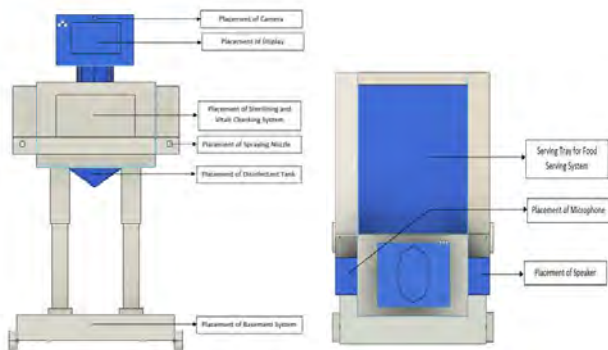 Placement of Camera
Placement of Display
Placement of Sterilizing and
Vitals Checking System
Placement of Spraying Nozzle
Placement of Disinfectant Tank
Placement of Basement System
Serving Tray for Food
Serving System
Placement of Microphone
Placement of Speaker